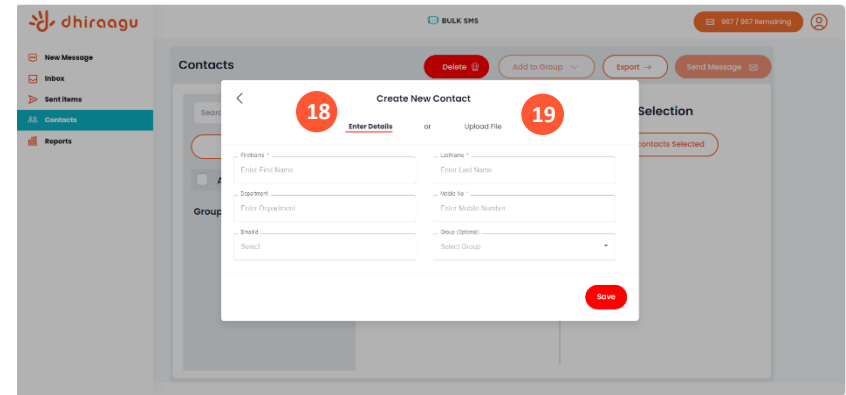 dhiraagu
BULK SMS
967 / 967 Remaining
New Message
Inbox
Sent items
Contacts
Reports
Contacts
Delete
Add to Group
Export →
Send Message
Create New Contact
18
19
Enter Details
or
Upload File
Searc
Selection
contacts Selected
Firstname *
Enter First Name
Lastname *
Enter Last Name
A
Department
Enter Department
Mobile No *
Enter Mobile Number
Group
EmailId
Select
Group (Optional)
Select Group
Save